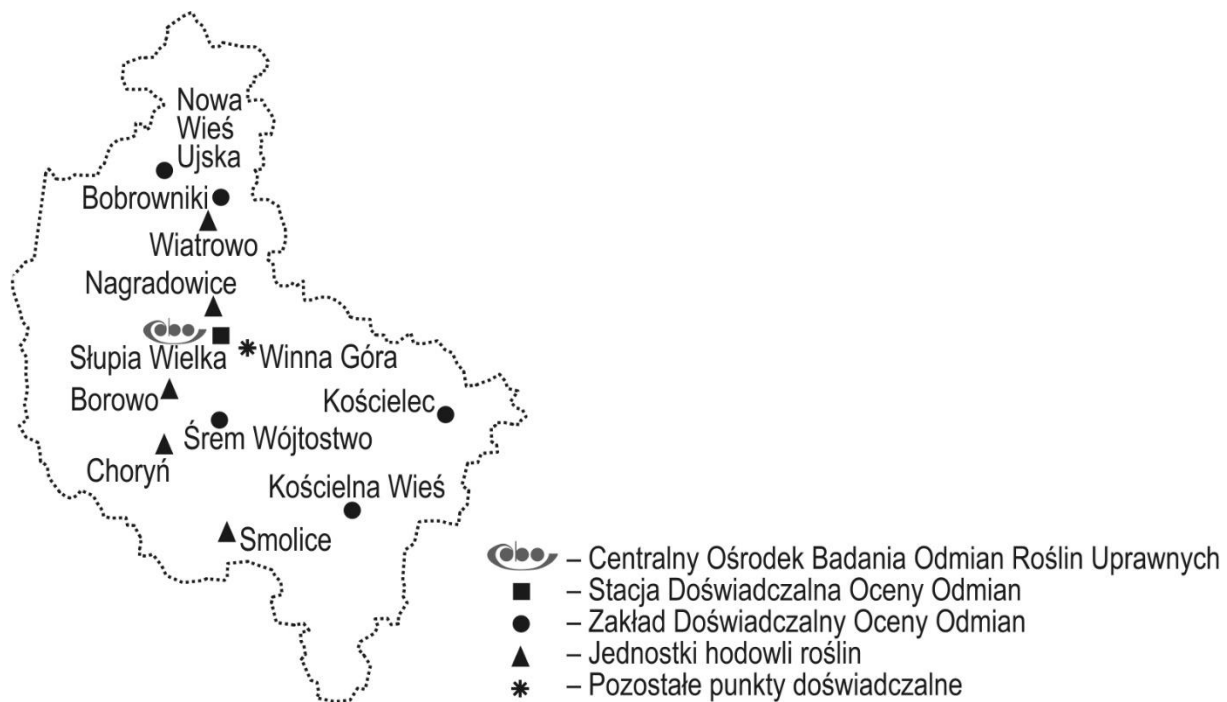 Nowa
Wieś
Ujska
Bobrowniki
Wiatrowo
Nagradowice
Słupia Wielka
Winna Góra
Borowo
Kościelec
Śrem Wójtostwo
Choryń
Kościelna Wieś
Smolice
– Centralny Ośrodek Badania Odmian Roślin Uprawnych
– Stacja Doświadczalna Oceny Odmian
– Zakład Doświadczalny Oceny Odmian
– Jednostki hodowli roślin
– Pozostałe punkty doświadczalne